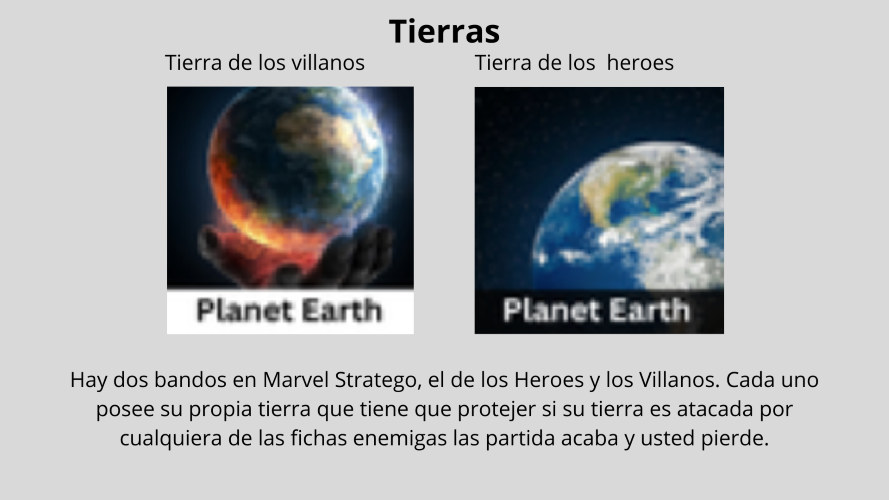 Tierras
Tierra de los villanos
Tierra de los  heroes
Planet Earth
Planet Earth
Hay dos bandos en Marvel Stratego, el de los Heroes y los Villanos. Cada uno
posee su propia tierra que tiene que protejer si su tierra es atacada por
cualquiera de las fichas enemigas las partida acaba y usted pierde.